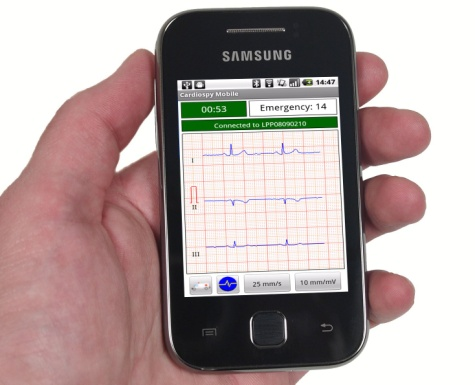 SAMSUNG
14:47
Cardiospy Mobile
00:53 Emergency: 14
Connected to LPP08090210
I
II
III
25 mm/s 10 mm/mV